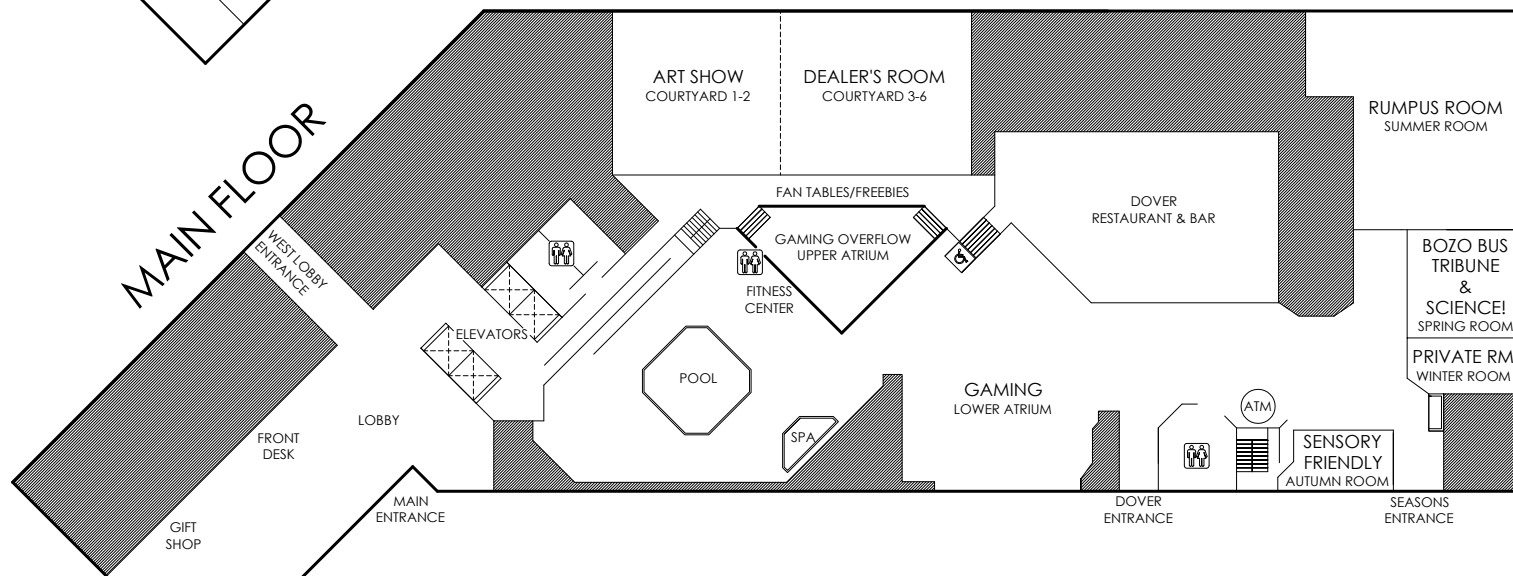 MAIN FLOOR
ART SHOW
COURTYARD 1-2
DEALER'S ROOM
COURTYARD 3-6
RUMPUS ROOM
SUMMER ROOM
FAN TABLES/FREEBIES
DOVER
RESTAURANT & BAR
GAMING OVERFLOW
UPPER ATRIUM
WEST LOBBY
ENTRANCE
FITNESS
CENTER
BOZO BUS
TRIBUNE
&
SCIENCE!
SPRING ROOM
ELEVATORS
PRIVATE RM
WINTER ROOM
POOL
GAMING
LOWER ATRIUM
ATM
LOBBY
SPA
FRONT
DESK
SENSORY
FRIENDLY
AUTUMN ROOM
MAIN
ENTRANCE
DOVER
ENTRANCE
SEASONS
ENTRANCE
GIFT
SHOP